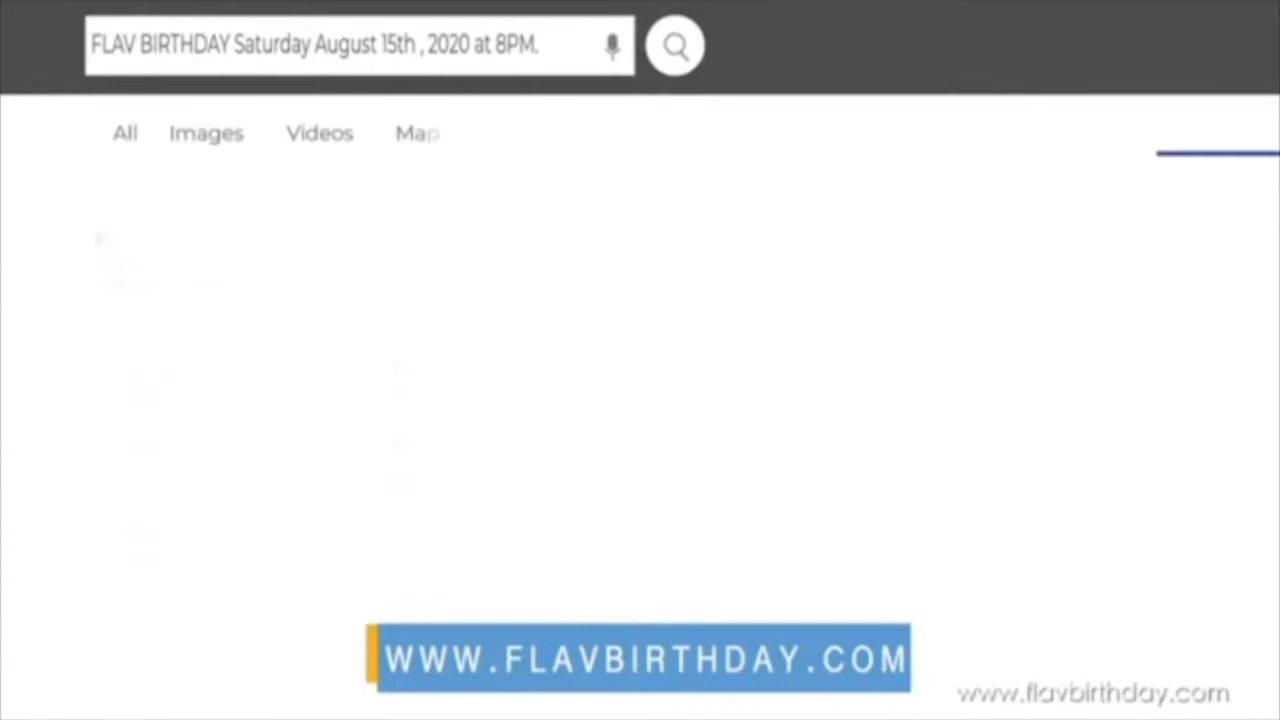 FLAV BIRTHDAY Saturday August 15th , 2020 at 8PM.
All Images Videos Map
WWW.FLAVBIRTHDAY.COM
www.flavbirthday.com